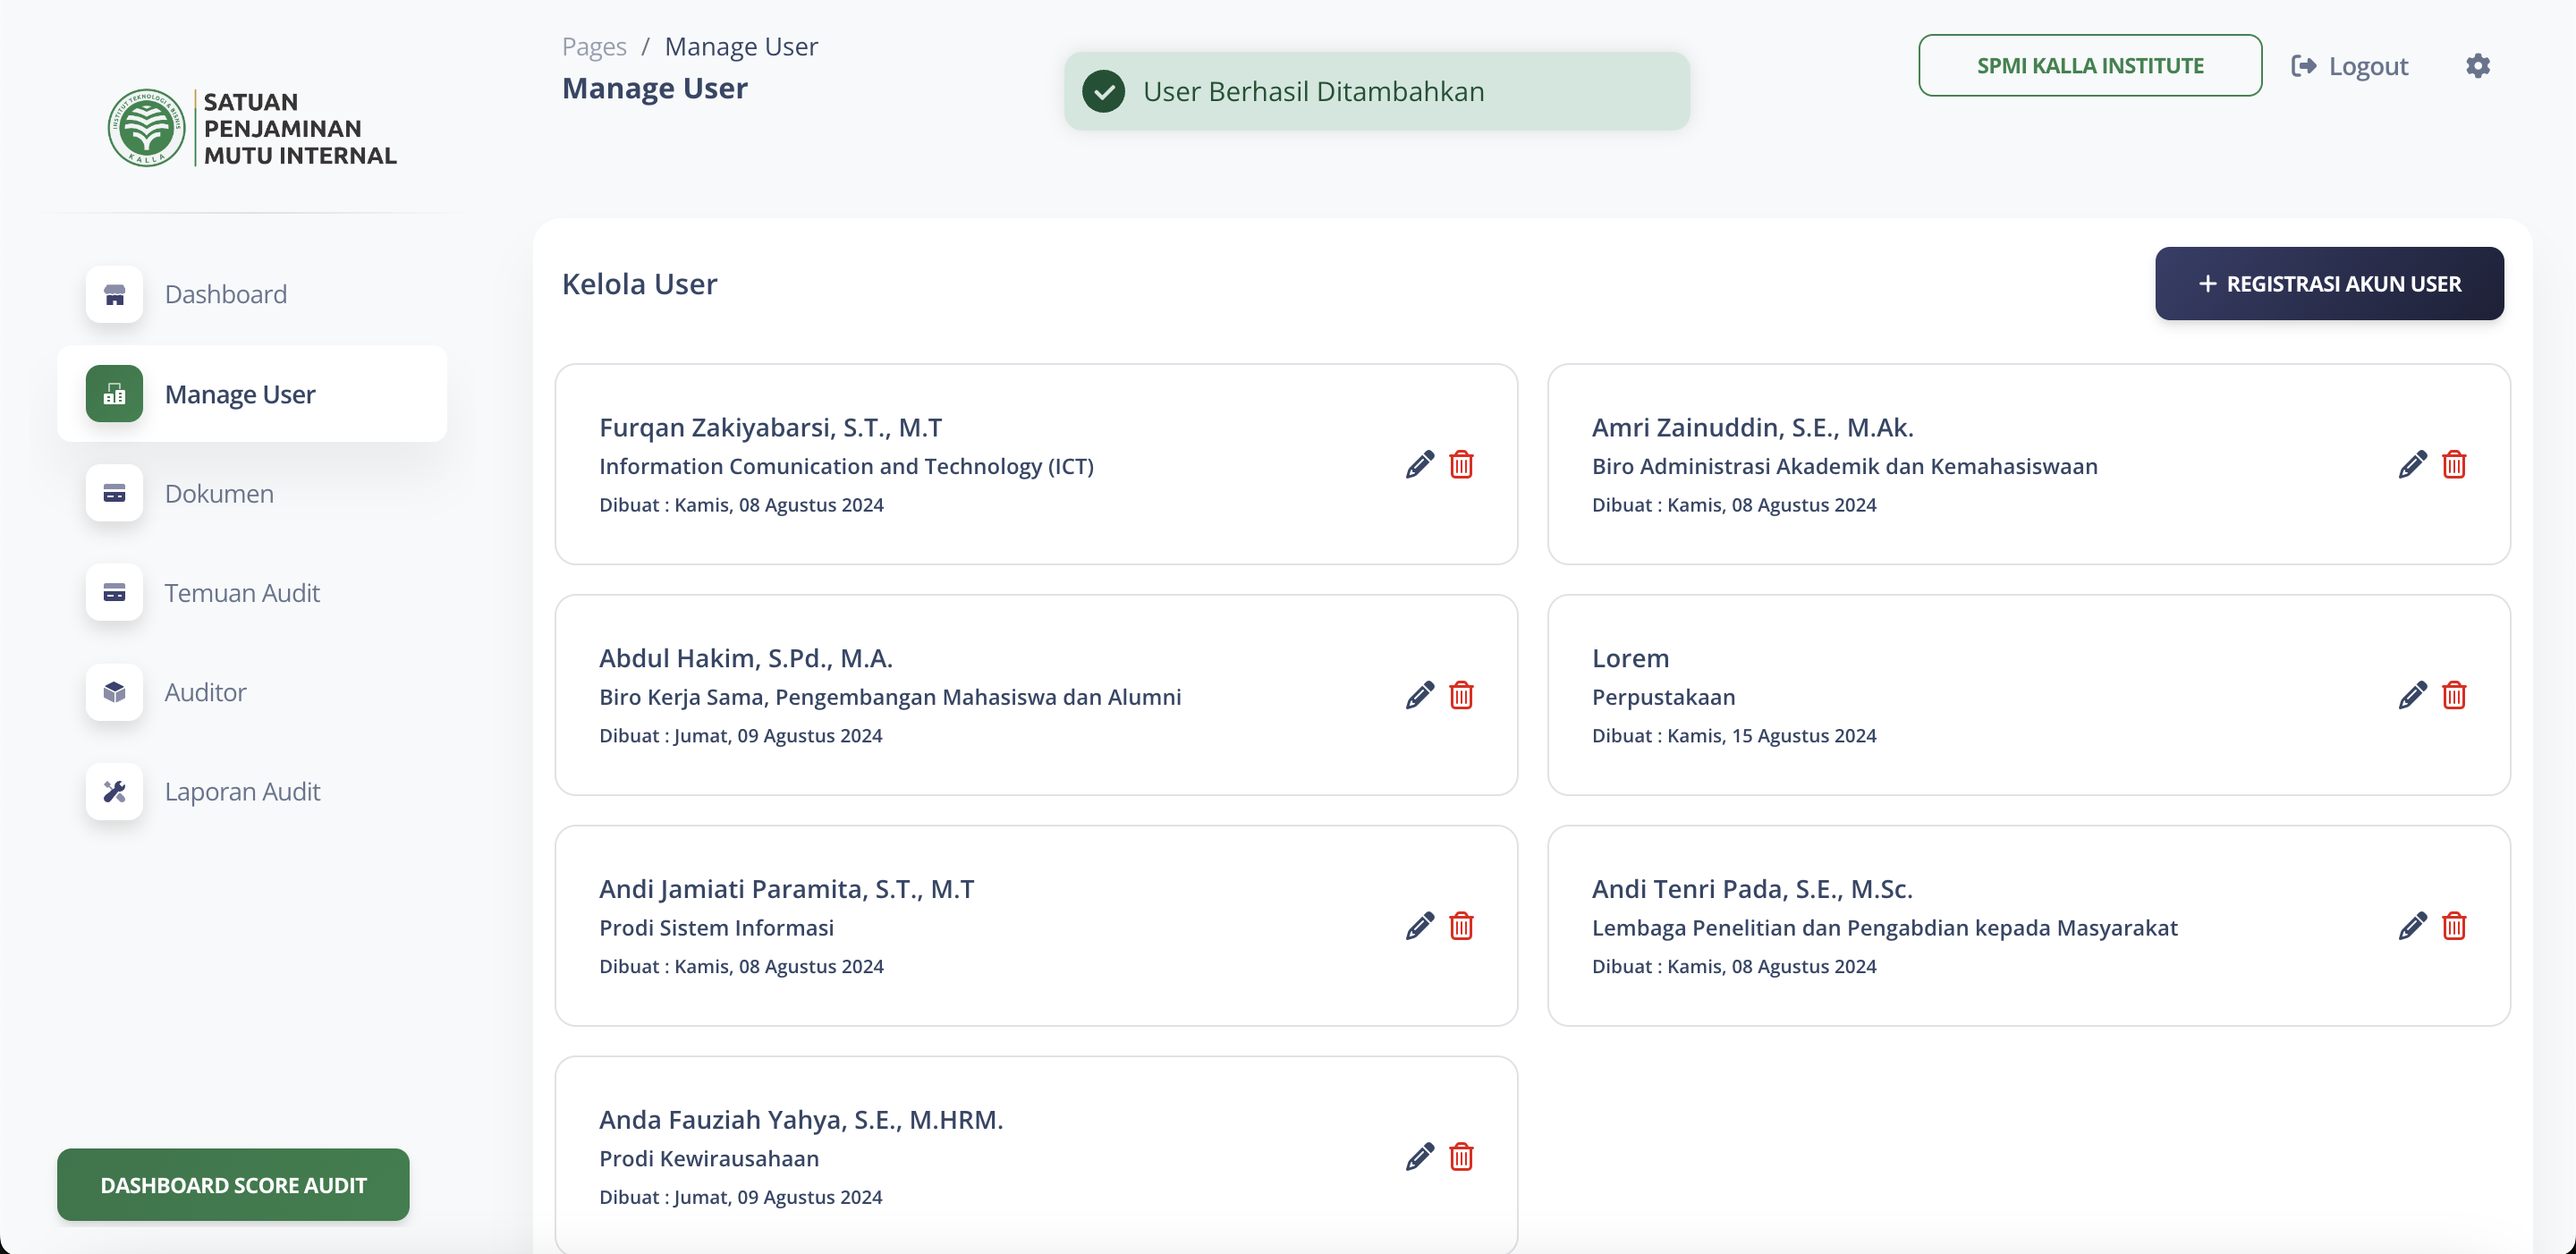 Pages / Manage User
Manage User
User Berhasil Ditambahkan
SPMI KALLA INSTITUTE
Logout
INSTITUT TEKNOLOGI & BISNIS
KALLA
SATUAN
PENJAMINAN
MUTU INTERNAL
Dashboard
Manage User
Dokumen
Temuan Audit
Auditor
Laporan Audit
DASHBOARD SCORE AUDIT
Kelola User
+ REGISTRASI AKUN USER
Furqan Zakiyabarsi, S.T., M.T
Information Comunication and Technology (ICT)
Dibuat : Kamis, 08 Agustus 2024
Amri Zainuddin, S.E., M.Ak.
Biro Administrasi Akademik dan Kemahasiswaan
Dibuat : Kamis, 08 Agustus 2024
Abdul Hakim, S.Pd., M.A.
Biro Kerja Sama, Pengembangan Mahasiswa dan Alumni
Dibuat : Jumat, 09 Agustus 2024
Lorem
Perpustakaan
Dibuat : Kamis, 15 Agustus 2024
Andi Jamiati Paramita, S.T., M.T
Prodi Sistem Informasi
Dibuat : Kamis, 08 Agustus 2024
Andi Tenri Pada, S.E., M.Sc.
Lembaga Penelitian dan Pengabdian kepada Masyarakat
Dibuat : Kamis, 08 Agustus 2024
Anda Fauziah Yahya, S.E., M.HRM.
Prodi Kewirausahaan
Dibuat : Jumat, 09 Agustus 2024